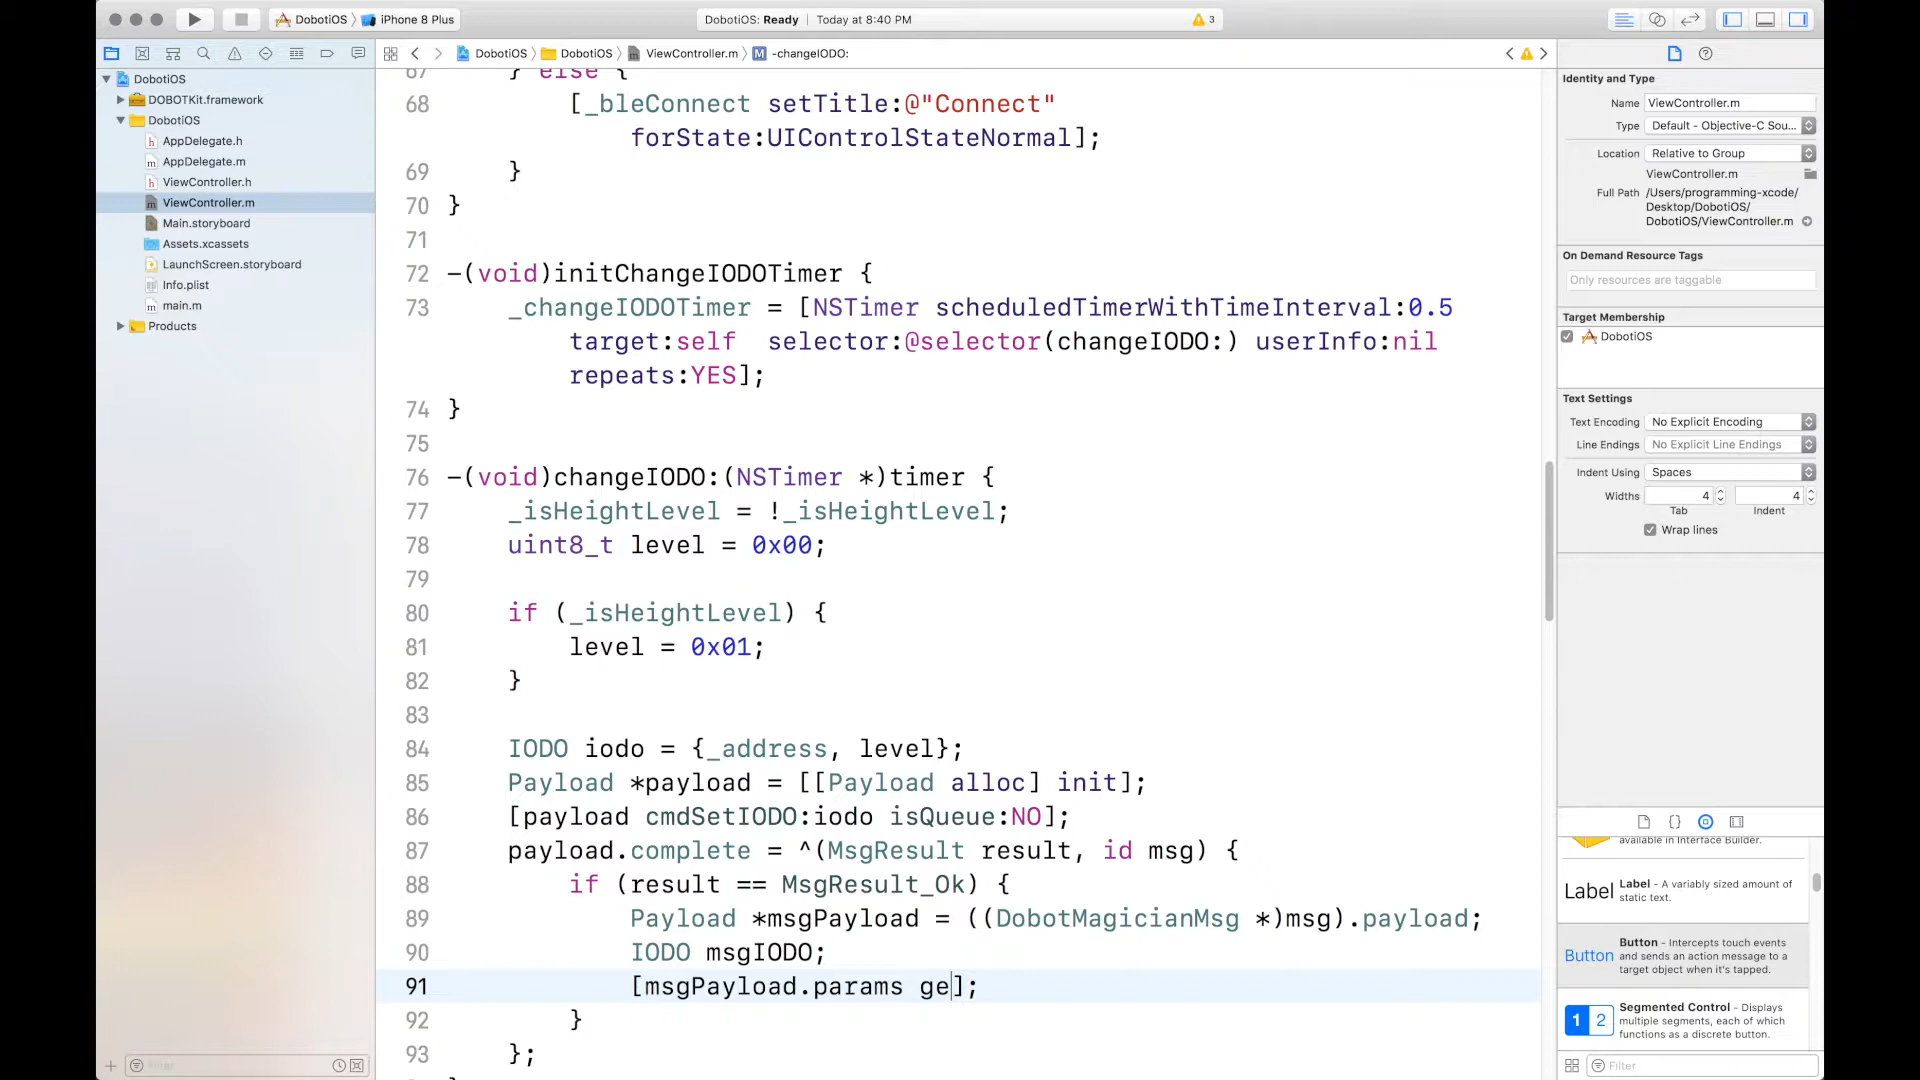 DobotiOS 〉 iPhone 8 Plus
DobotiOS: Ready | Today at 8:40 PM
3
DobotiOS 〉 DobotiOS 〉 ViewController.m 〉 M -changeIODO:
DobotiOS
DOBOTKit.framework
DobotiOS
AppDelegate.h
AppDelegate.m
ViewController.h
ViewController.m
Main.storyboard
Assets.xcassets
LaunchScreen.storyboard
Info.plist
main.m
Products
Filter
67 } else {
68 [_bleConnect setTitle:@"Connect"
forState:UIControlStateNormal];
69 }
70 }
71
72 -(void)initChangeIODOTimer {
73 _changeIODOTimer = [NSTimer scheduledTimerWithTimeInterval:0.5
target:self  selector:@selector(changeIODO:) userInfo:nil
repeats:YES];
74 }
75
76 -(void)changeIODO:(NSTimer *)timer {
77 _isHeightLevel = !_isHeightLevel;
78 uint8_t level = 0x00;
79
80 if (_isHeightLevel) {
81 level = 0x01;
82 }
83
84 IODO iodo = {_address, level};
85 Payload *payload = [[Payload alloc] init];
86 [payload cmdSetIODO:iodo isQueue:NO];
87 payload.complete = ^(MsgResult result, id msg) {
88 if (result == MsgResult_Ok) {
89 Payload *msgPayload = ((DobotMagicianMsg *)msg).payload;
90 IODO msgIODO;
91 [msgPayload.params ge];
92 }
93 };
Identity and Type
Name ViewController.m
Type Default - Objective-C Sou...
Location Relative to Group
ViewController.m
Full Path /Users/programming-xcode/
Desktop/DobotiOS/
DobotiOS/ViewController.m
On Demand Resource Tags
Only resources are taggable
Target Membership
DobotiOS
Text Settings
Text Encoding No Explicit Encoding
Line Endings No Explicit Line Endings
Indent Using Spaces
Widths 4 4
Tab Indent
Wrap lines
available in Interface Builder.
Label Label - A variably sized amount of
static text.
Button Button - Intercepts touch events
and sends an action message to a
target object when it's tapped.
1 2 Segmented Control - Displays
multiple segments, each of which
functions as a discrete button.
Filter